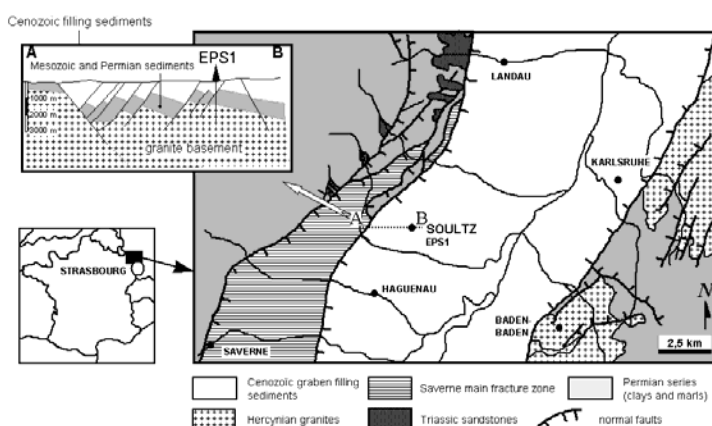 Cenozoic filling sediments
A
EPS1
B
Mesozoic and Permian sediments
1000 m
2000 m
3000 m
granite basement
LANDAU
KARLSRUHE
A
B
SOULTZ
EPS1
STRASBOURG
HAGUENAU
N
BADEN-
BADEN
SAVERNE
2,5 km
Cenozoïc graben filling
sediments
Saverne main fracture zone
Permian series
(clays and marls)
Hercynian granites
Triassic sandstones
normal faults